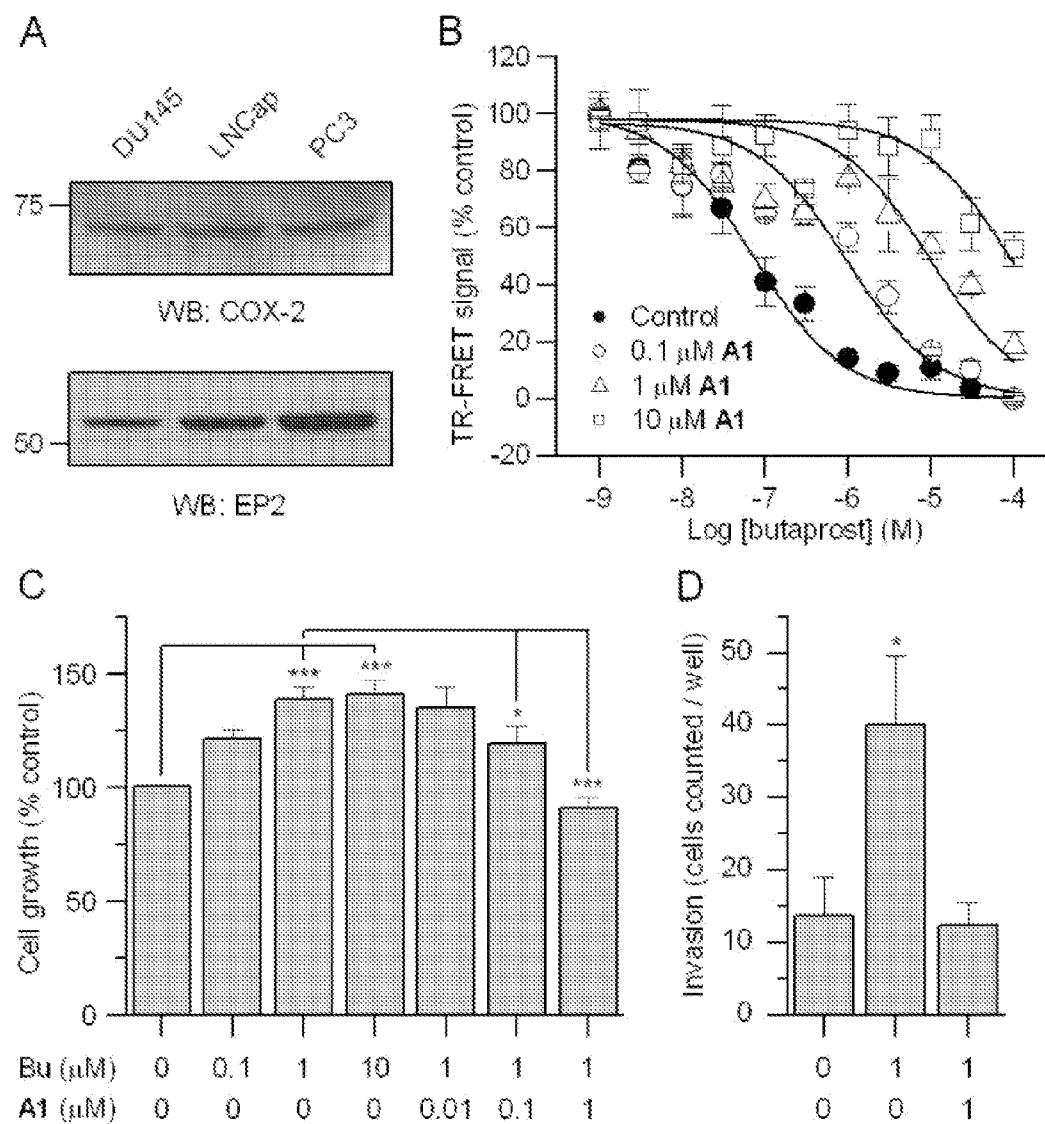 A
DU145 LNCap PC3
75
WB: COX-2
50
WB: EP2
B
TR-FRET signal (% control)
120
100
80
60
40
20
0
-20
Control
0.1 μM A1
1 μM A1
10 μM A1
-9 -8 -7 -6 -5 -4
Log [butaprost] (M)
C
Cell growth (% control)
150
100
50
0
*** *** * ***
Bu (μM) 0 0.1 1 10 1 1 1
A1 (μM) 0 0 0 0 0.01 0.1 1
D
Invasion (cells counted / well)
50
40
30
20
10
0
*
0 1 1
0 0 1